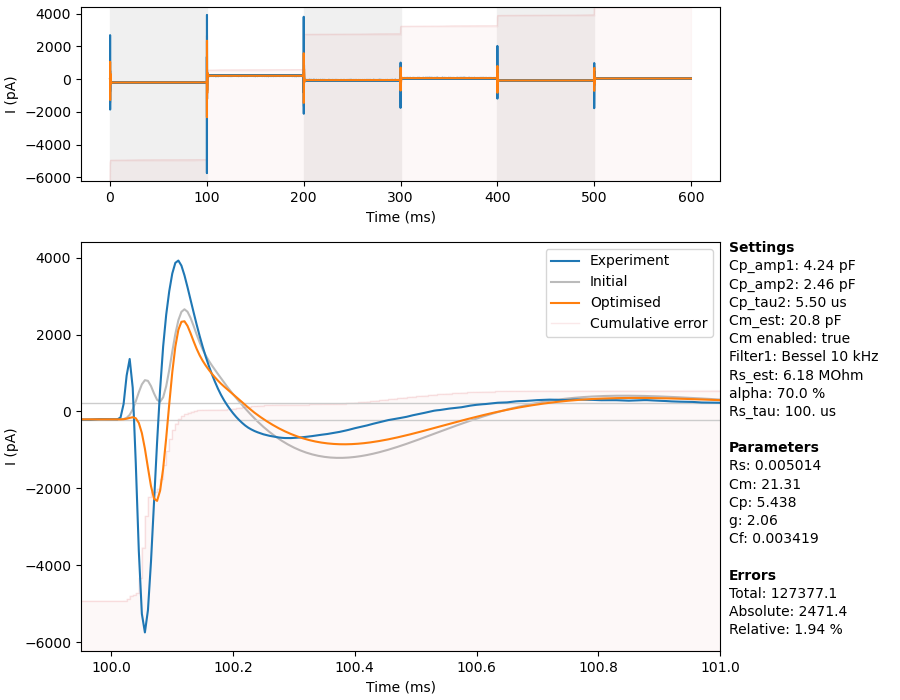 4000
2000
0
−2000
−4000
−6000
I (pA)
0 100 200 300 400 500 600
Time (ms)
4000
2000
0
−2000
−4000
−6000
I (pA)
Experiment
Initial
Optimised
Cumulative error
100.0 100.2 100.4 100.6 100.8 101.0
Time (ms)
Settings
Cp_amp1: 4.24 pF
Cp_amp2: 2.46 pF
Cp_tau2: 5.50 us
Cm_est: 20.8 pF
Cm enabled: true
Filter1: Bessel 10 kHz
Rs_est: 6.18 MOhm
alpha: 70.0 %
Rs_tau: 100. us
Parameters
Rs: 0.005014
Cm: 21.31
Cp: 5.438
g: 2.06
Cf: 0.003419
Errors
Total: 127377.1
Absolute: 2471.4
Relative: 1.94 %